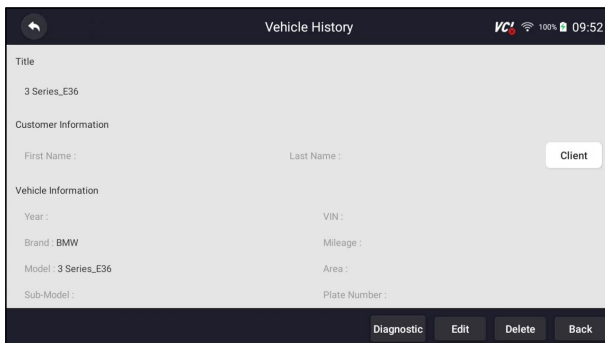 Vehicle History
VCI 100% 09:52
Title
3 Series_E36
Customer Information
First Name : Last Name : Client
Vehicle Information
Year : VIN :
Brand : BMW Mileage :
Model : 3 Series_E36 Area :
Sub-Model : Plate Number :
Diagnostic Edit Delete Back